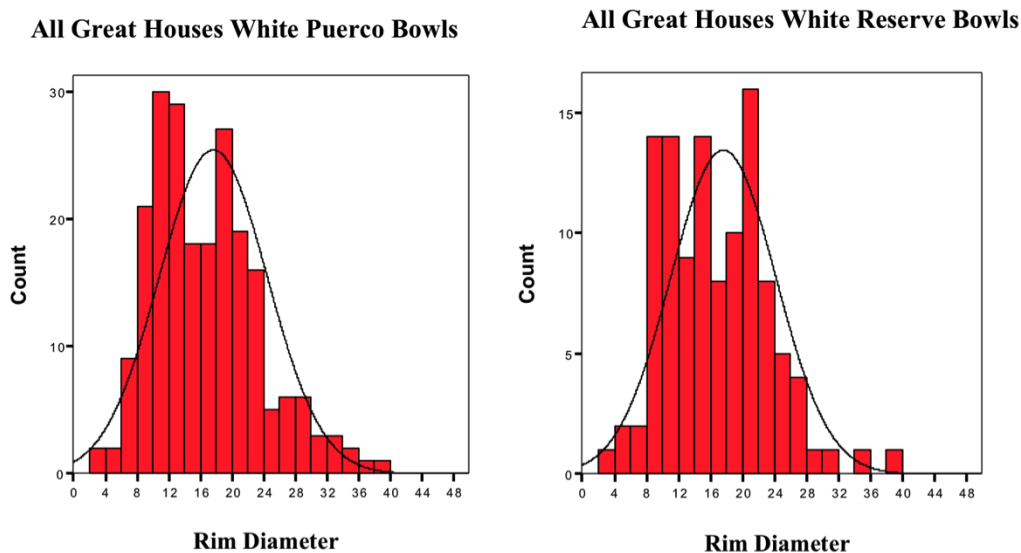 All Great Houses White Puerco Bowls
30
20
10
0
Count
0 4 8 12 16 20 24 28 32 36 40 44 48
Rim Diameter
All Great Houses White Reserve Bowls
15
10
5
0
Count
0 4 8 12 16 20 24 28 32 36 40 44 48
Rim Diameter